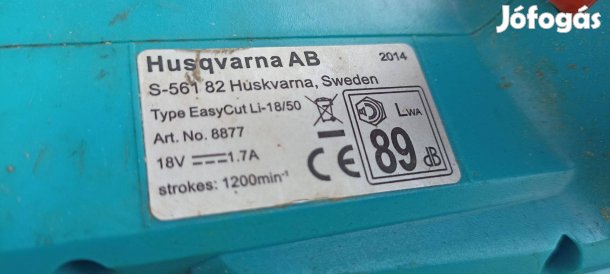 Jófogás
Husqvarna AB 2014
S-561 82 Huskvarna, Sweden
Type EasyCut Li-18/50
Art. No. 8877
18V ⎓ 1.7A
strokes: 1200min⁻¹
CE
LWA
89 dB